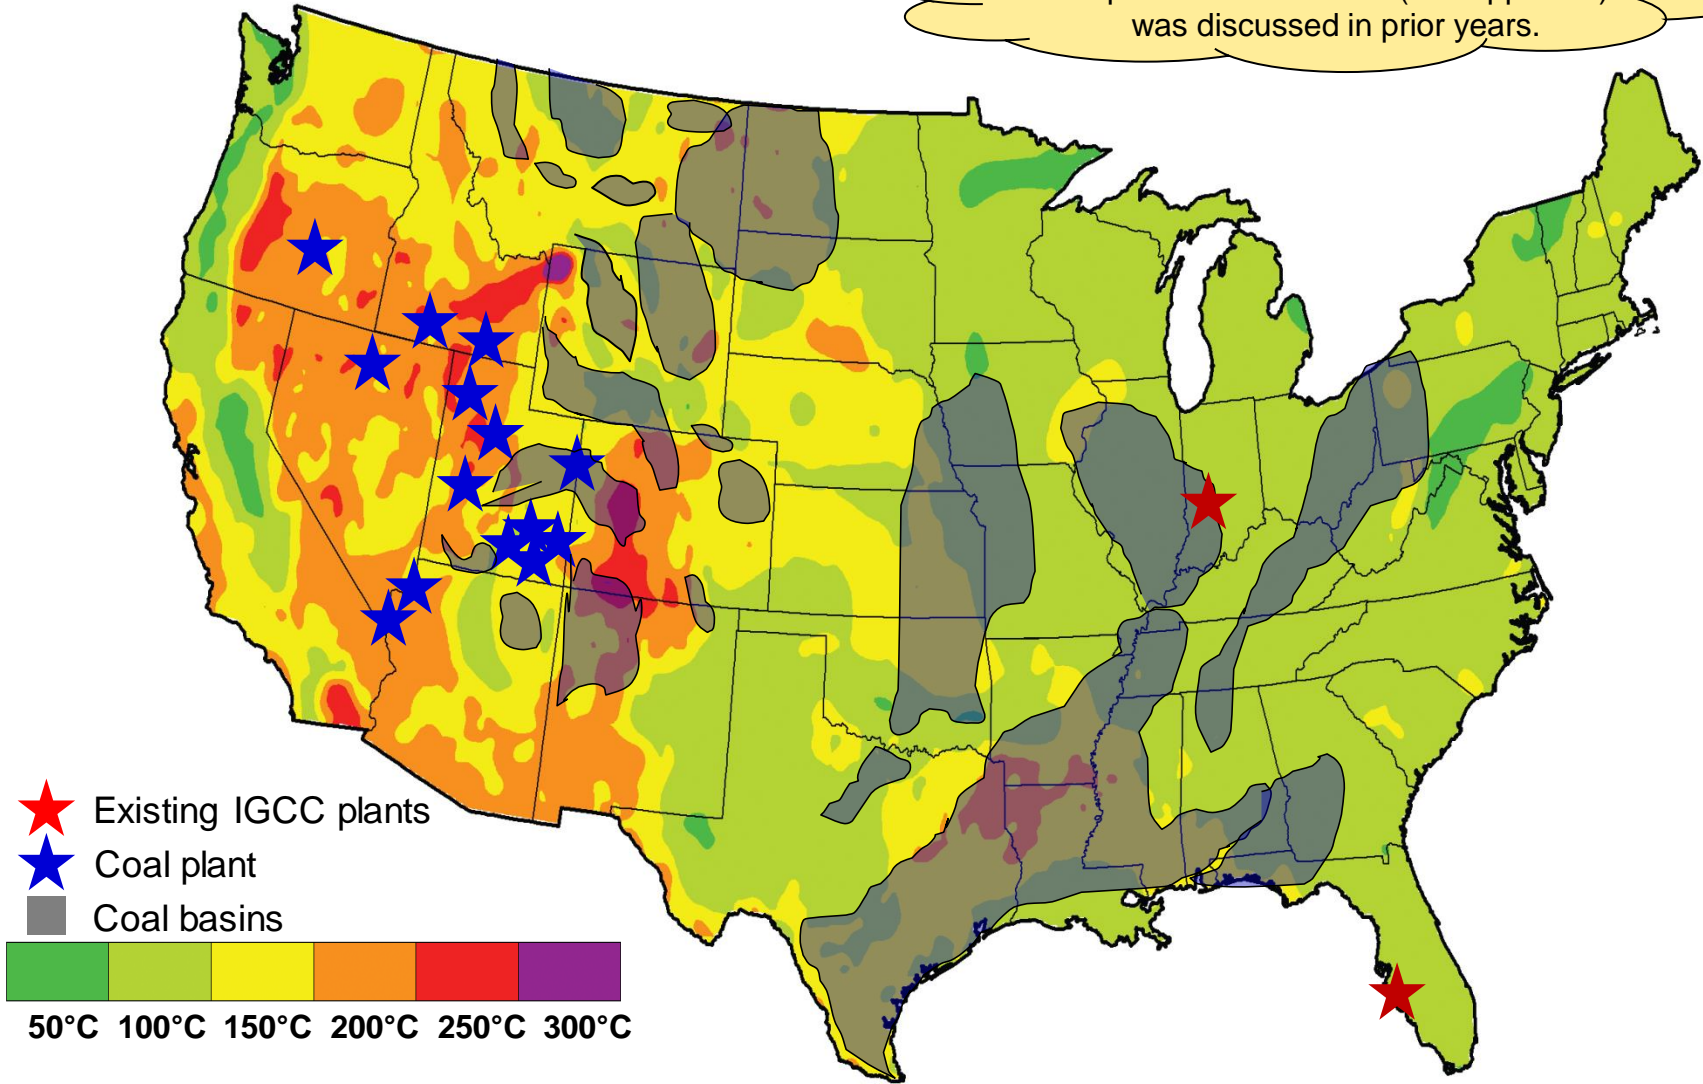 was discussed in prior years.
Existing IGCC plants
Coal plant
Coal basins
50°C 100°C 150°C 200°C 250°C 300°C